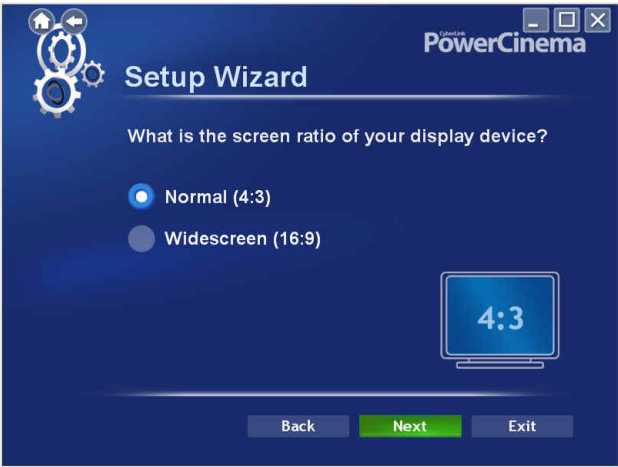 CyberLink
PowerCinema
Setup Wizard
What is the screen ratio of your display device?
Normal (4:3)
Widescreen (16:9)
4:3
Back Next Exit